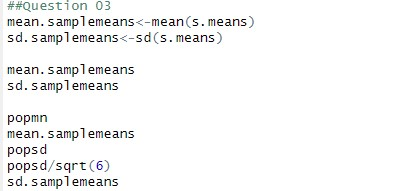 ##Question 03
mean.samplemeans<-mean(s.means)
sd.samplemeans<-sd(s.means)
mean.samplemeans
sd.samplemeans
popmn
mean.samplemeans
popsd
popsd/sqrt(6)
sd.samplemeans